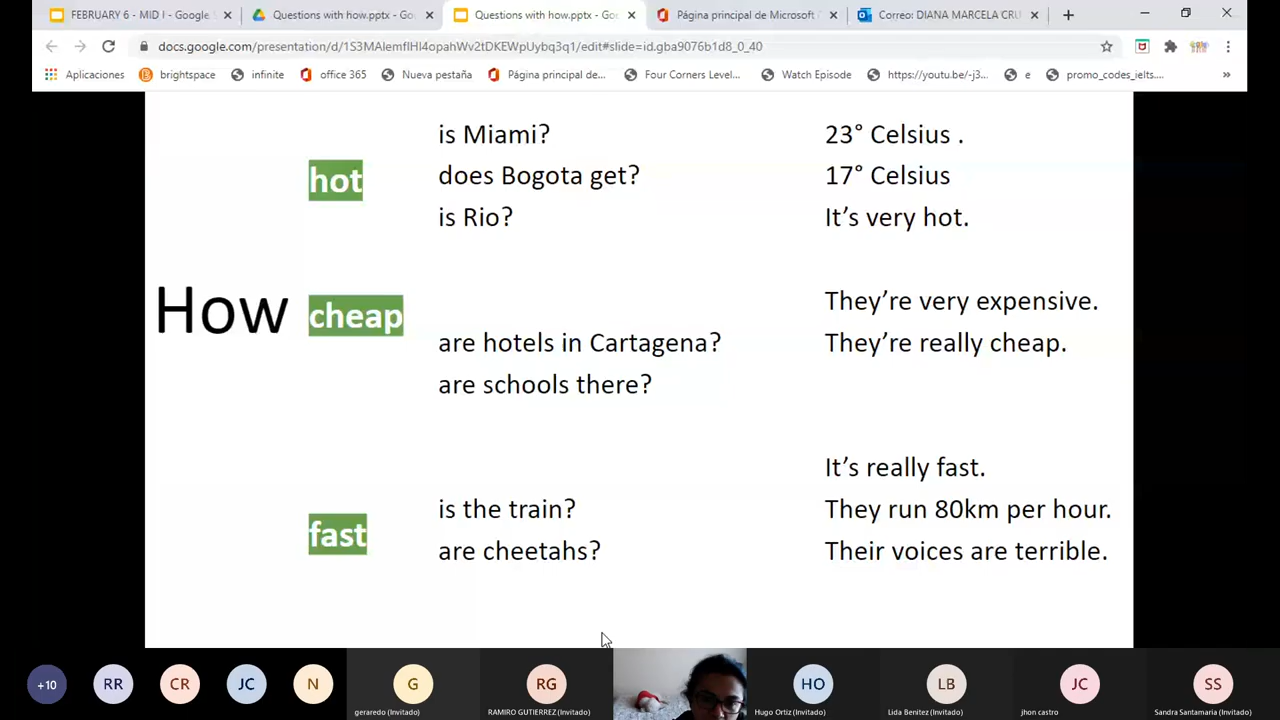 FEBRUARY 6 - MID I - Google S
Questions with how.pptx - Go
Questions with how.pptx - Go
Página principal de Microsoft
Correo: DIANA MARCELA CRU
docs.google.com/presentation/d/1S3MAlemflHI4opahWv2tDKEWpUybq3q1/edit#slide=id.gba9076b1d8_0_40
Aplicaciones
brightspace
infinite
office 365
Nueva pestaña
Página principal de...
Four Corners Level...
Watch Episode
https://youtu.be/-j3...
e
promo_codes_ielts....
»
is Miami?
23° Celsius .
hot
does Bogota get?
17° Celsius
is Rio?
It’s very hot.
How
cheap
They’re very expensive.
are hotels in Cartagena?
They’re really cheap.
are schools there?
It’s really fast.
is the train?
They run 80km per hour.
fast
are cheetahs?
Their voices are terrible.
+10
RR
CR
JC
N
G
RG
HO
LB
JC
SS
geraredo (Invitado)
RAMIRO GUTIERREZ (Invitado)
Hugo Ortiz (Invitado)
Lida Benitez (Invitado)
jhon castro
Sandra Santamaria (Invitado)